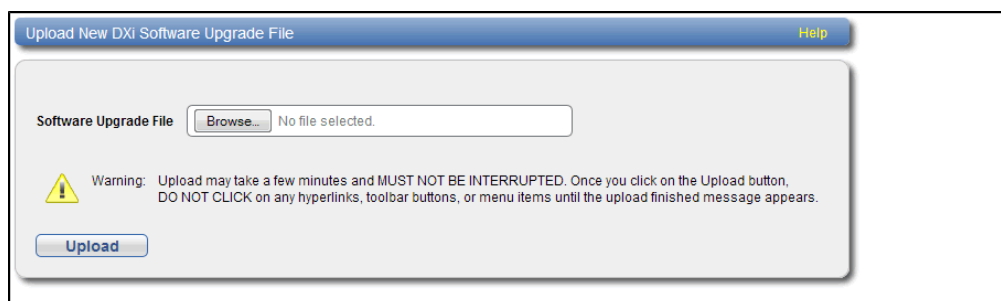 Upload New DXi Software Upgrade File Help
Software Upgrade File Browse... No file selected.
Warning: Upload may take a few minutes and MUST NOT BE INTERRUPTED. Once you click on the Upload button,
DO NOT CLICK on any hyperlinks, toolbar buttons, or menu items until the upload finished message appears.
Upload